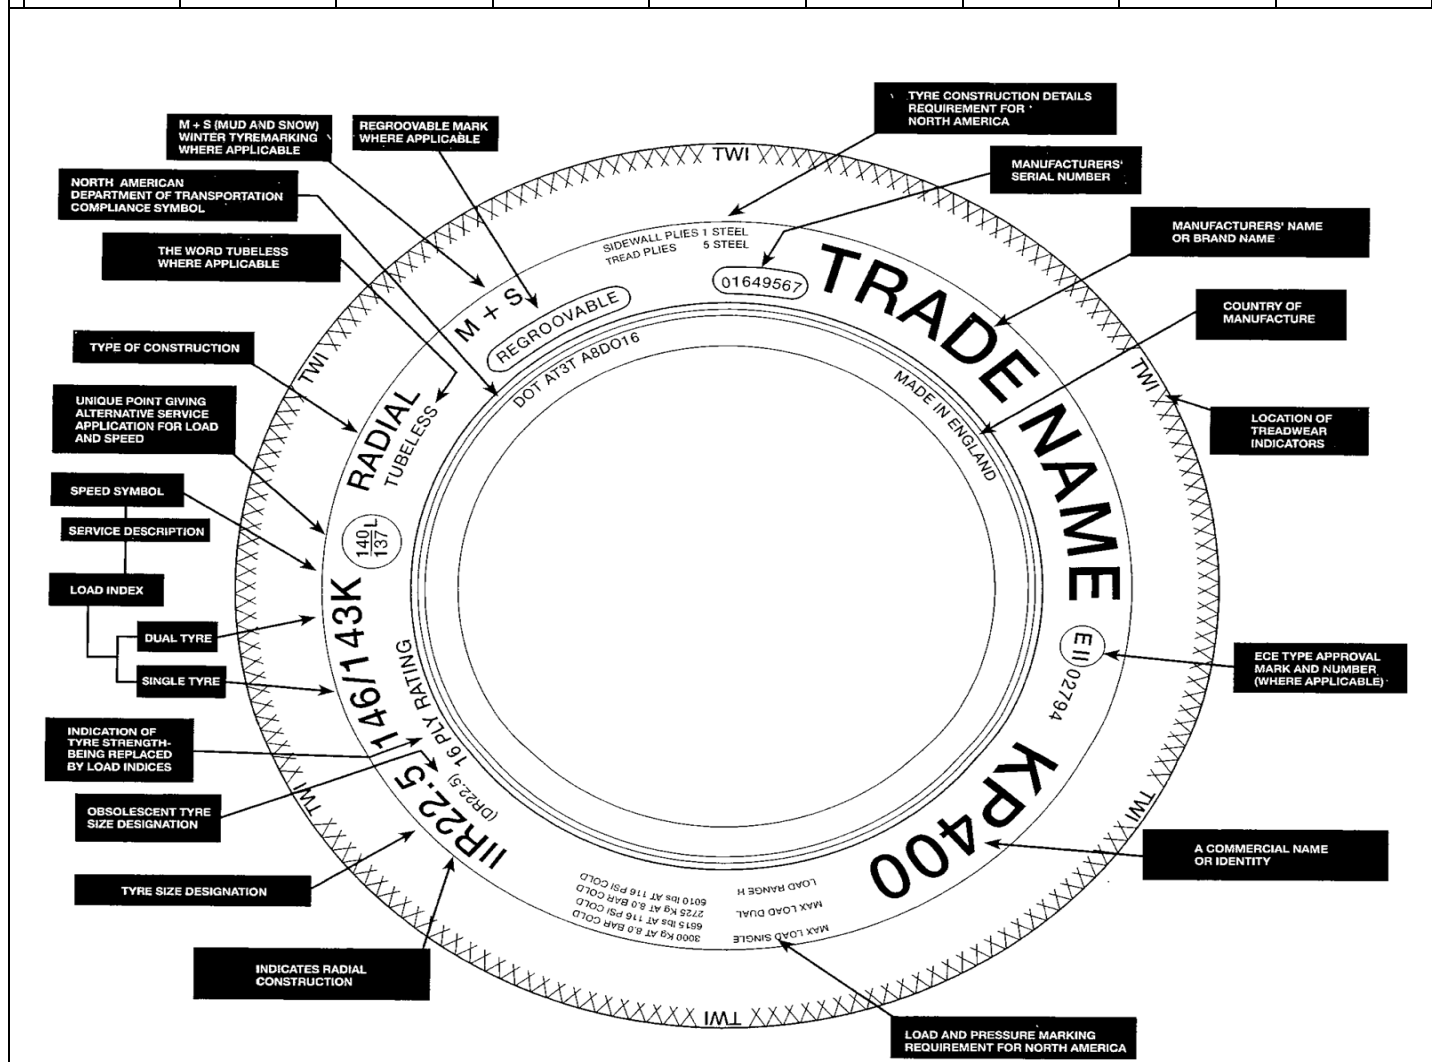 TYRE CONSTRUCTION DETAILS
REQUIREMENT FOR
NORTH AMERICA
M + S (MUD AND SNOW)
WINTER TYREMARKING
WHERE APPLICABLE
REGROOVABLE MARK
WHERE APPLICABLE
MANUFACTURERS'
SERIAL NUMBER
NORTH AMERICAN
DEPARTMENT OF TRANSPORTATION
COMPLIANCE SYMBOL
MANUFACTURERS' NAME
OR BRAND NAME
THE WORD TUBELESS
WHERE APPLICABLE
COUNTRY OF
MANUFACTURE
TYPE OF CONSTRUCTION
UNIQUE POINT GIVING
ALTERNATIVE SERVICE
APPLICATION FOR LOAD
AND SPEED
LOCATION OF
TREADWEAR
INDICATORS
SPEED SYMBOL
SERVICE DESCRIPTION
LOAD INDEX
DUAL TYRE
SINGLE TYRE
ECE TYPE APPROVAL
MARK AND NUMBER
(WHERE APPLICABLE)
INDICATION OF
TYRE STRENGTH-
BEING REPLACED
BY LOAD INDICES
OBSOLESCENT TYRE
SIZE DESIGNATION
A COMMERCIAL NAME
OR IDENTITY
TYRE SIZE DESIGNATION
INDICATES RADIAL
CONSTRUCTION
LOAD AND PRESSURE MARKING
REQUIREMENT FOR NORTH AMERICA
TWI
TWI
TWI
TWI
TWI
TWI
SIDEWALL PLIES 1 STEEL
TREAD PLIES 5 STEEL
01649567
TRADE NAME
M + S
REGROOVABLE
DOT AT3T A8DO16
MADE IN ENGLAND
RADIAL
TUBELESS
140 L
137
146/143K
16 PLY RATING
IIR22.5
(DR22.5)
E II 02794
KP400
LOAD RANGE H
MAX LOAD DUAL
MAX LOAD SINGLE
3000 Kg AT 8.0 BAR COLD
6615 lbs AT 116 PSI COLD
2725 Kg AT 8.0 BAR COLD
6010 lbs AT 116 PSI COLD